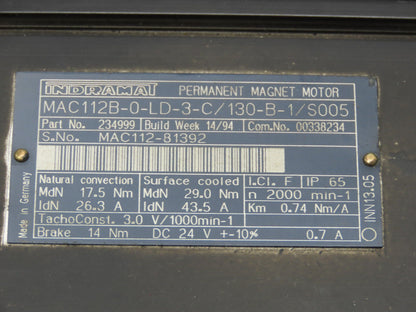 INDRAMAT PERMANENT MAGNET MOTOR
MAC112B-0-LD-3-C/130-B-1/S005
Part No. 234999 Build Week 14/94 Com.No. 00338234
S.No. MAC112-81392
Natural convection Surface cooled I.Cl. F IP 65
MdN 17.5 Nm MdN 29.0 Nm n 2000 min-1
IdN 26.3 A IdN 43.5 A Km 0.74 Nm/A
TachoConst. 3.0 V/1000min-1
Brake 14 Nm DC 24 V +-10% 0.7 A
Made in Germany
INN13.05